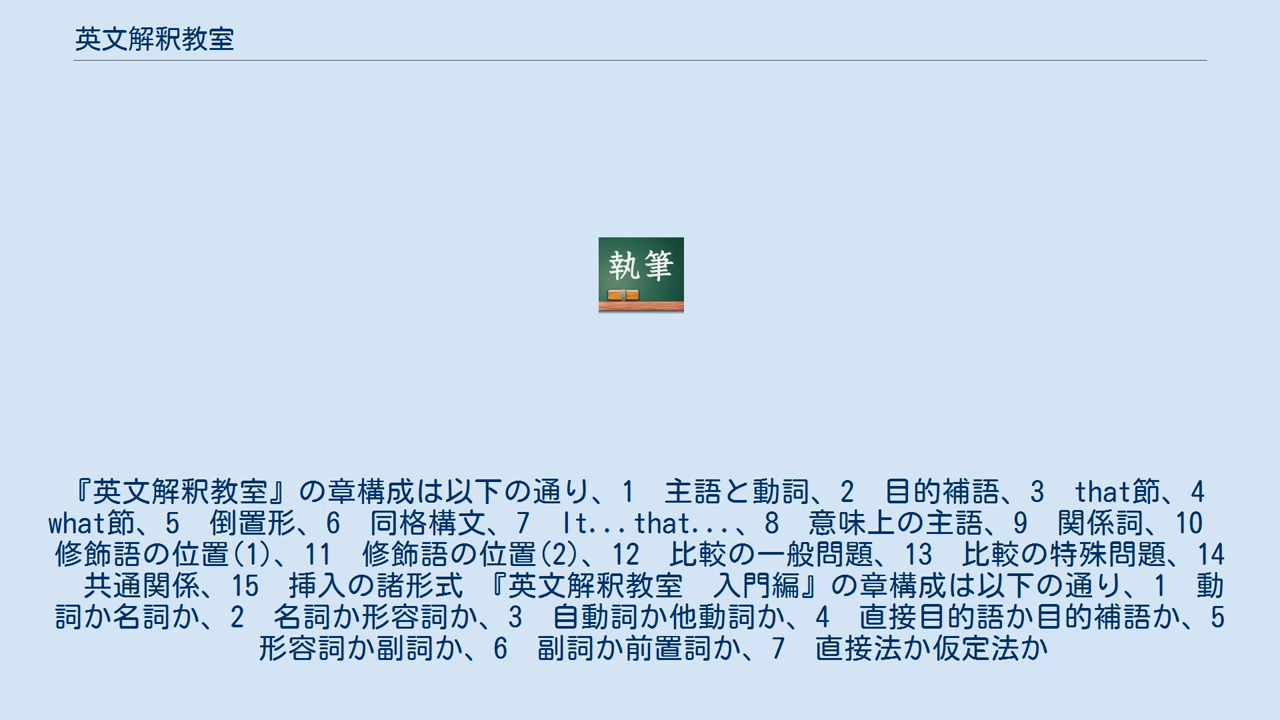 英文解釈教室
執筆
『英文解釈教室』の章構成は以下の通り、1　主語と動詞、2　目的補語、3　that節、4
what節、5　倒置形、6　同格構文、7　It...that...、8　意味上の主語、9　関係詞、10
修飾語の位置(1)、11　修飾語の位置(2)、12　比較の一般問題、13　比較の特殊問題、14
共通関係、15　挿入の諸形式　『英文解釈教室　入門編』の章構成は以下の通り、1　動
詞か名詞か、2　名詞か形容詞か、3　自動詞か他動詞か、4　直接目的語か目的補語か、5
形容詞か副詞か、6　副詞か前置詞か、7　直接法か仮定法か